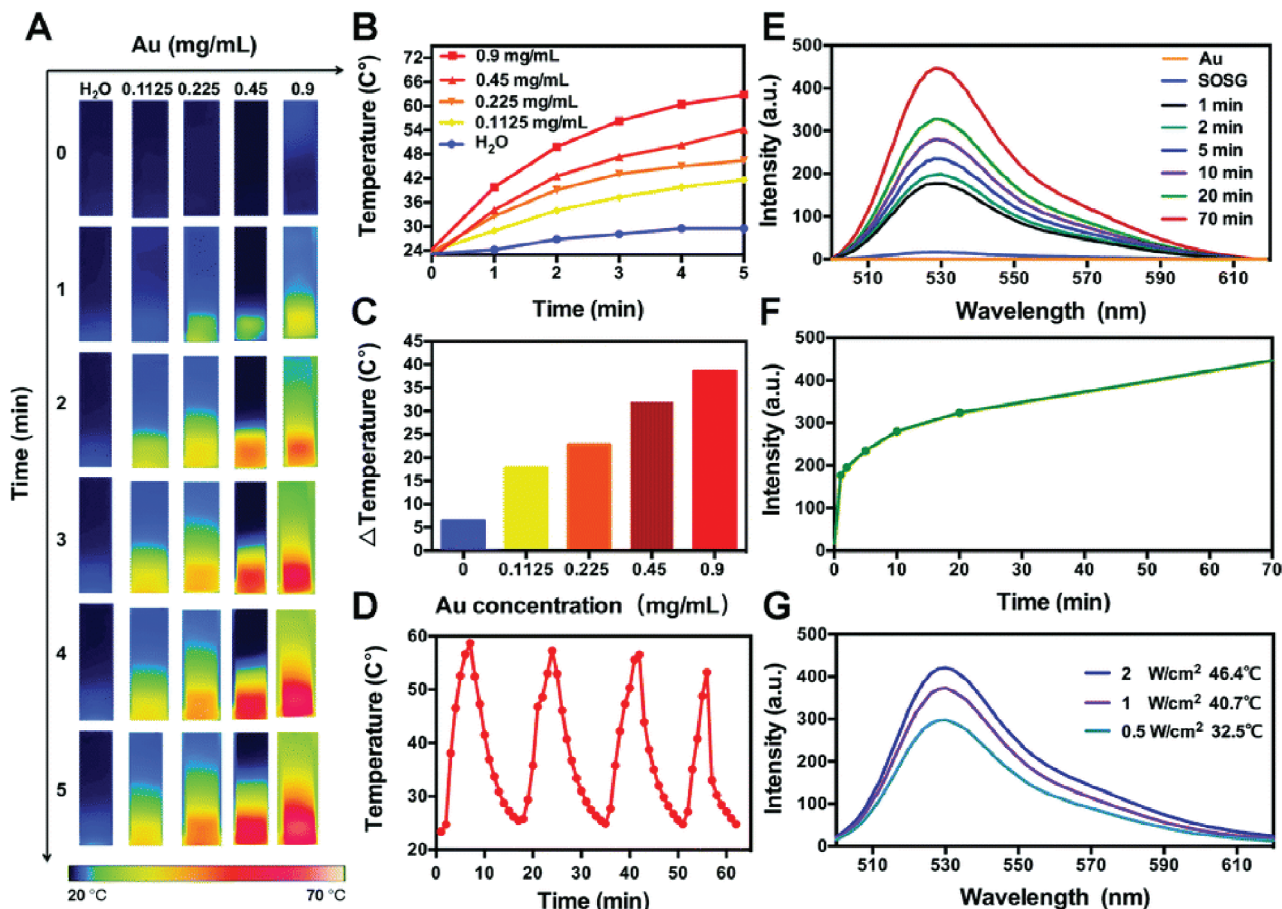 A
Au (mg/mL)
H2O 0.1125 0.225 0.45 0.9
Time (min)
0
1
2
3
4
5
20 °C 70 °C
B
Temperature (C°)
72
66
60
54
48
42
36
30
24
0.9 mg/mL
0.45 mg/mL
0.225 mg/mL
0.1125 mg/mL
H2O
0 1 2 3 4 5
Time (min)
C
△Temperature (C°)
45
40
35
30
25
20
15
10
5
0
0 0.1125 0.225 0.45 0.9
Au concentration (mg/mL)
D
Temperature (C°)
60
50
40
30
20
0 10 20 30 40 50 60
Time (min)
E
Intensity (a.u.)
500
400
300
200
100
0
Au
SOSG
1 min
2 min
5 min
10 min
20 min
70 min
510 530 550 570 590 610
Wavelength (nm)
F
Intensity (a.u.)
500
400
300
200
100
0
0 10 20 30 40 50 60 70
Time (min)
G
Intensity (a.u.)
500
400
300
200
100
0
2 W/cm2 46.4℃
1 W/cm2 40.7℃
0.5 W/cm2 32.5℃
510 530 550 570 590 610
Wavelength (nm)